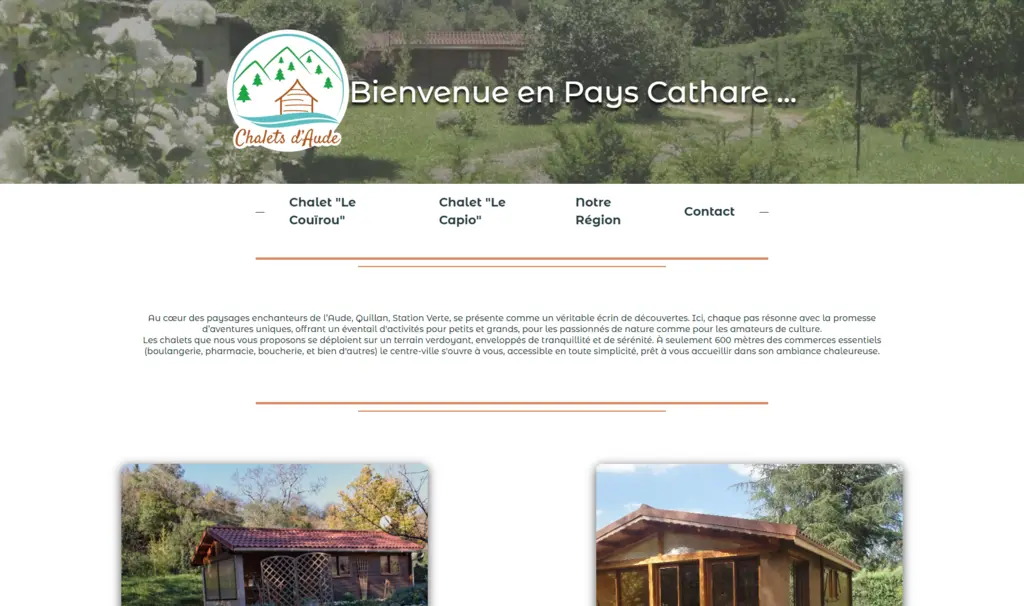 Bienvenue en Pays Cathare ...
Chalets d'Aude
Chalet "Le
Couïrou"
Chalet "Le
Capio"
Notre
Région
Contact
Au cœur des paysages enchanteurs de l'Aude, Quillan, Station Verte, se présente comme un véritable écrin de découvertes. Ici, chaque pas résonne avec la promesse
d'aventures uniques, offrant un éventail d'activités pour petits et grands, pour les passionnés de nature comme pour les amateurs de culture.
Les chalets que nous vous proposons se déploient sur un terrain verdoyant, enveloppés de tranquillité et de sérénité. À seulement 600 mètres des commerces essentiels
(boulangerie, pharmacie, boucherie, et bien d'autres) le centre-ville s'ouvre à vous, accessible en toute simplicité, prêt à vous accueillir dans son ambiance chaleureuse.